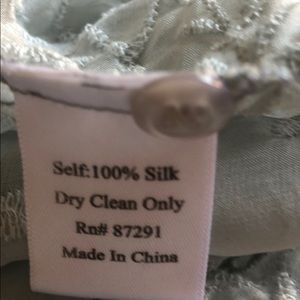 Self:100% Silk
Dry Clean Only
Rn# 87291
Made In China